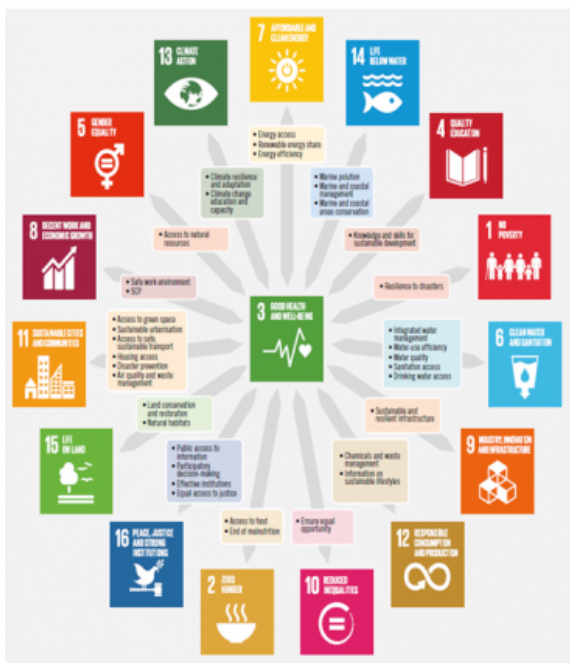 7 AFFORDABLE AND
CLEAN ENERGY
13 CLIMATE
ACTION
14 LIFE
BELOW WATER
5 GENDER
EQUALITY
4 QUALITY
EDUCATION
• Energy access
• Renewable energy share
• Energy efficiency
• Climate resilience
and adaptation
• Climate change
education and
capacity
• Marine polution
• Marine and coastal
management
• Marine and coastal
areas conservation
8 DECENT WORK AND
ECONOMIC GROWTH
• Access to natural
resources
• Knowledge and skills for
sustainable development
1 NO
POVERTY
• Safe work environment
• SCP
• Resilience to disasters
3 GOOD HEALTH
AND WELL-BEING
11 SUSTAINABLE CITIES
AND COMMUNITIES
• Access to green space
• Sustainable urbanisation
• Access to safe,
sustainable transport
• Housing access
• Disaster prevention
• Air quality and waste
management
• Integrated water
management
• Water-use efficiency
• Water quality
• Sanitation access
• Drinking water access
6 CLEAN WATER
AND SANITATION
• Land conservation
and restoration
• Natural habitats
• Sustainable and
resilient infrastructure
15 LIFE
ON LAND
9 INDUSTRY, INNOVATION
AND INFRASTRUCTURE
• Public access to
information
• Participatory
decision-making
• Effective institutions
• Equal access to justice
• Chemicals and waste
management
• Information on
sustainable lifestyles
16 PEACE, JUSTICE
AND STRONG
INSTITUTIONS
• Access to food
• End of malnutrition
• Ensure equal
opportunity
12 RESPONSIBLE
CONSUMPTION
AND PRODUCTION
2 ZERO
HUNGER
10 REDUCED
INEQUALITIES